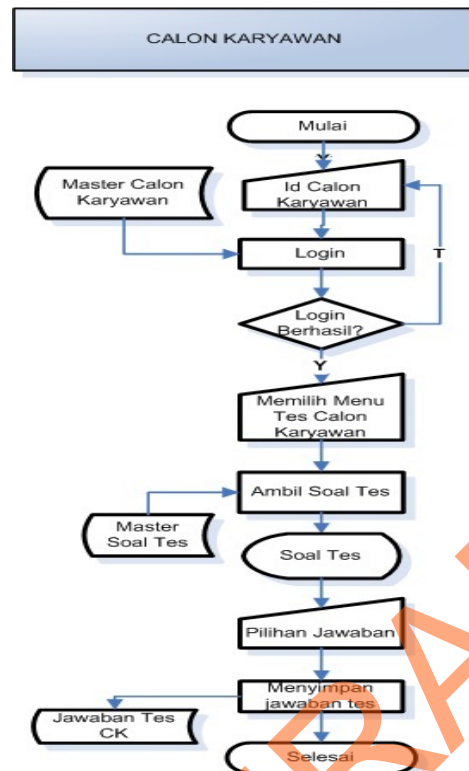 CALON KARYAWAN
Mulai
Master Calon
Karyawan
Id Calon
Karyawan
Login
T
Login
Berhasil?
Y
Memilih Menu
Tes Calon
Karyawan
Ambil Soal Tes
Master
Soal Tes
Soal Tes
Pilihan Jawaban
Menyimpan
jawaban tes
Jawaban Tes
CK
Selesai